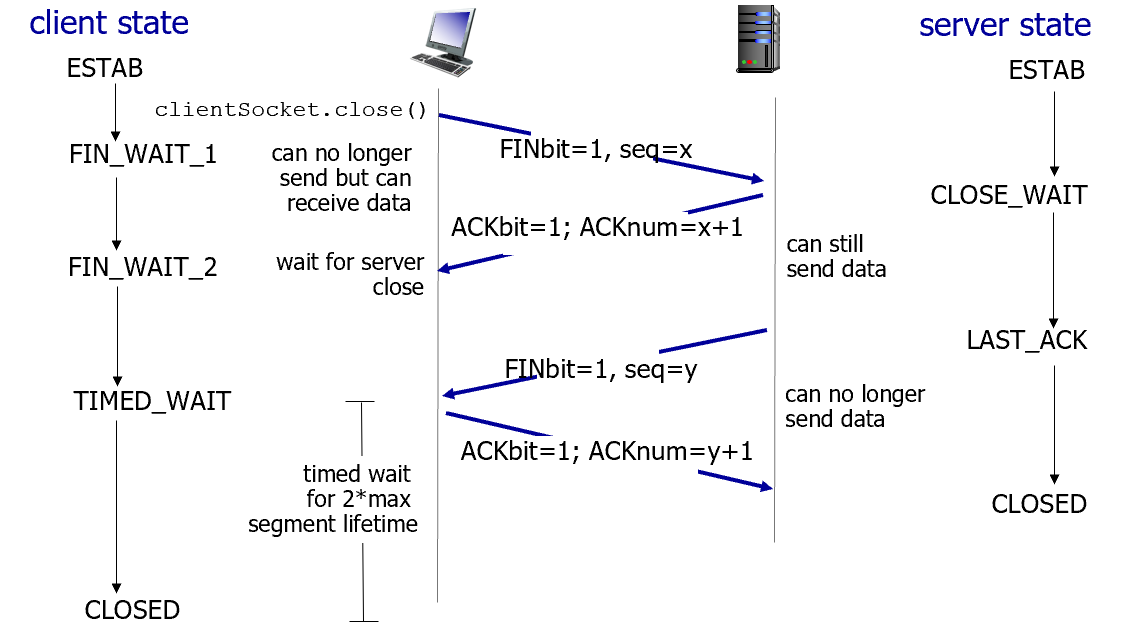 client state
server state
ESTAB
ESTAB
clientSocket.close()
FIN_WAIT_1
can no longer
send but can
receive data
FINbit=1, seq=x
CLOSE_WAIT
ACKbit=1; ACKnum=x+1
can still
send data
FIN_WAIT_2
wait for server
close
LAST_ACK
FINbit=1, seq=y
TIMED_WAIT
can no longer
send data
ACKbit=1; ACKnum=y+1
timed wait
for 2*max
segment lifetime
CLOSED
CLOSED